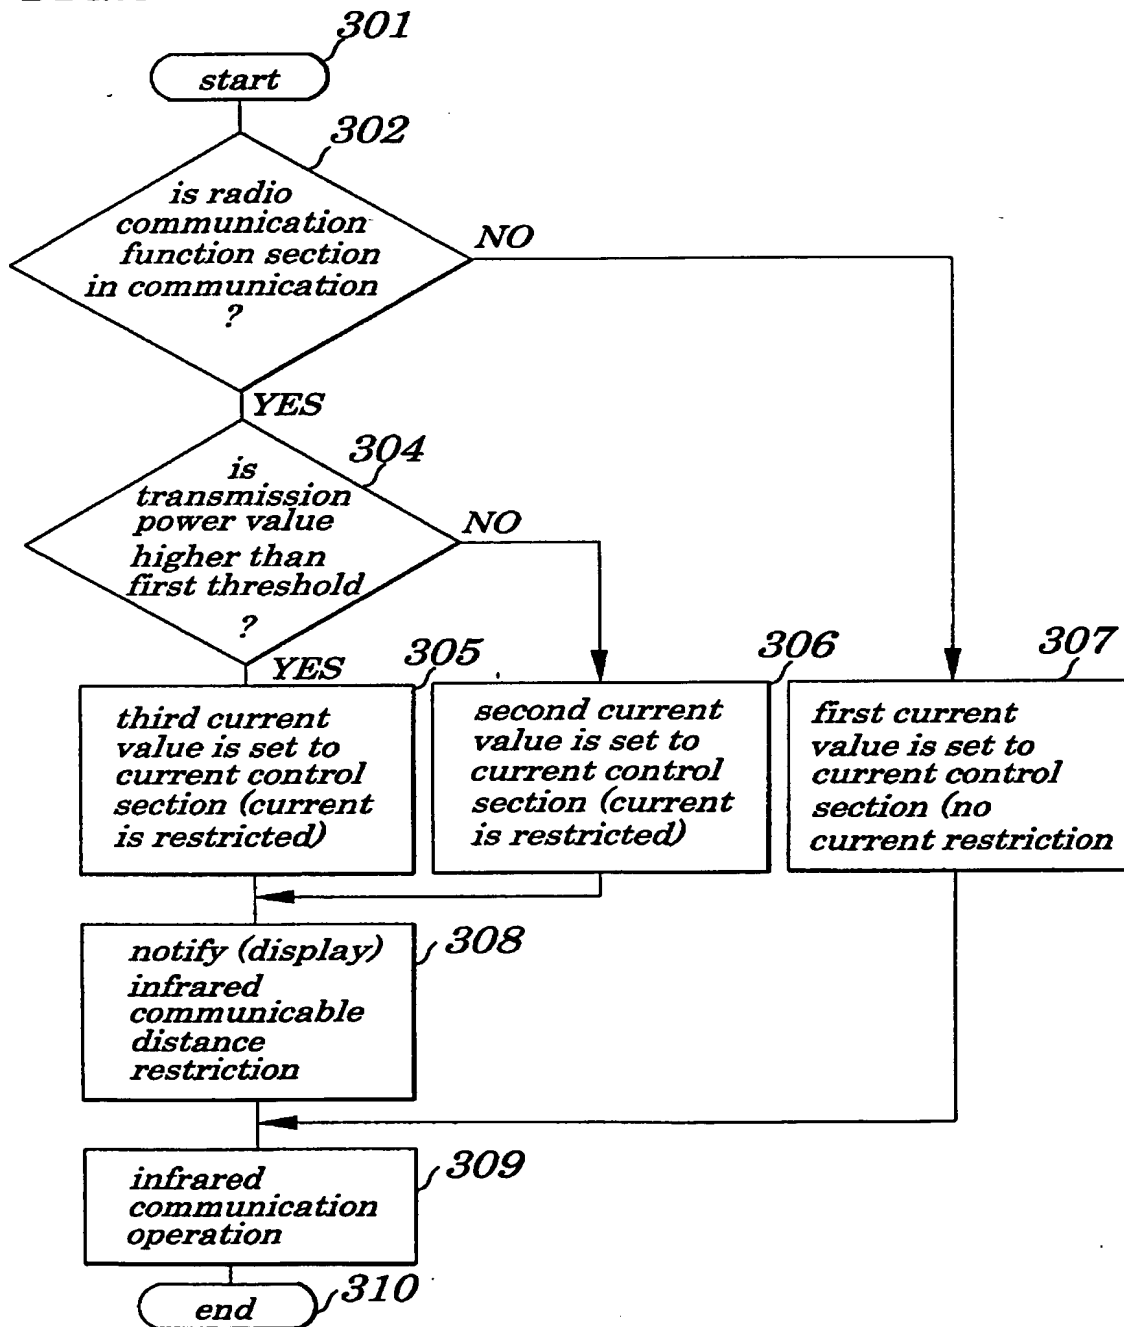 301
start
302
is radio
communication
function section
in communication
?
NO
YES
304
is
transmission
power value
higher than
first threshold
?
NO
YES
305
third current
value is set to
current control
section (current
is restricted)
306
second current
value is set to
current control
section (current
is restricted)
307
first current
value is set to
current control
section (no
current restriction
308
notify (display)
infrared
communicable
distance
restriction
309
infrared
communication
operation
end
310